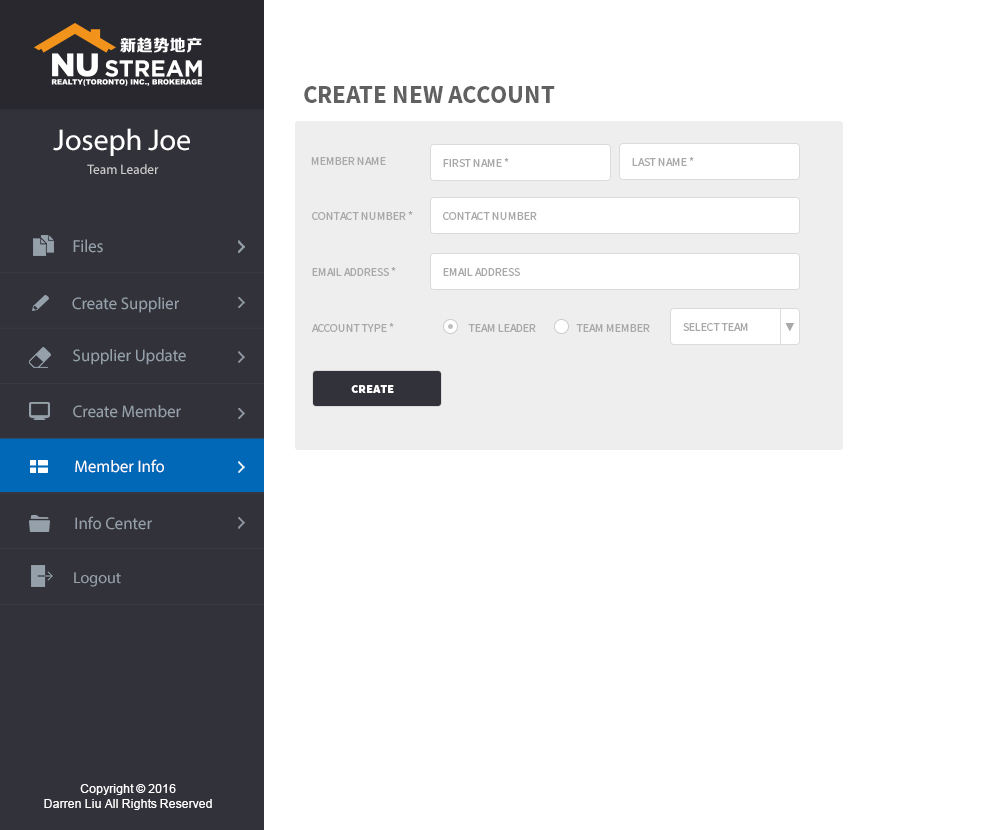 新趋势地产
NU STREAM
REALTY(TORONTO) INC., BROKERAGE
Joseph Joe
Team Leader
Files
Create Supplier
Supplier Update
Create Member
Member Info
Info Center
Logout
Copyright © 2016
Darren Liu All Rights Reserved
CREATE NEW ACCOUNT
MEMBER NAME FIRST NAME * LAST NAME *
CONTACT NUMBER * CONTACT NUMBER
EMAIL ADDRESS * EMAIL ADDRESS
ACCOUNT TYPE * TEAM LEADER TEAM MEMBER SELECT TEAM
CREATE